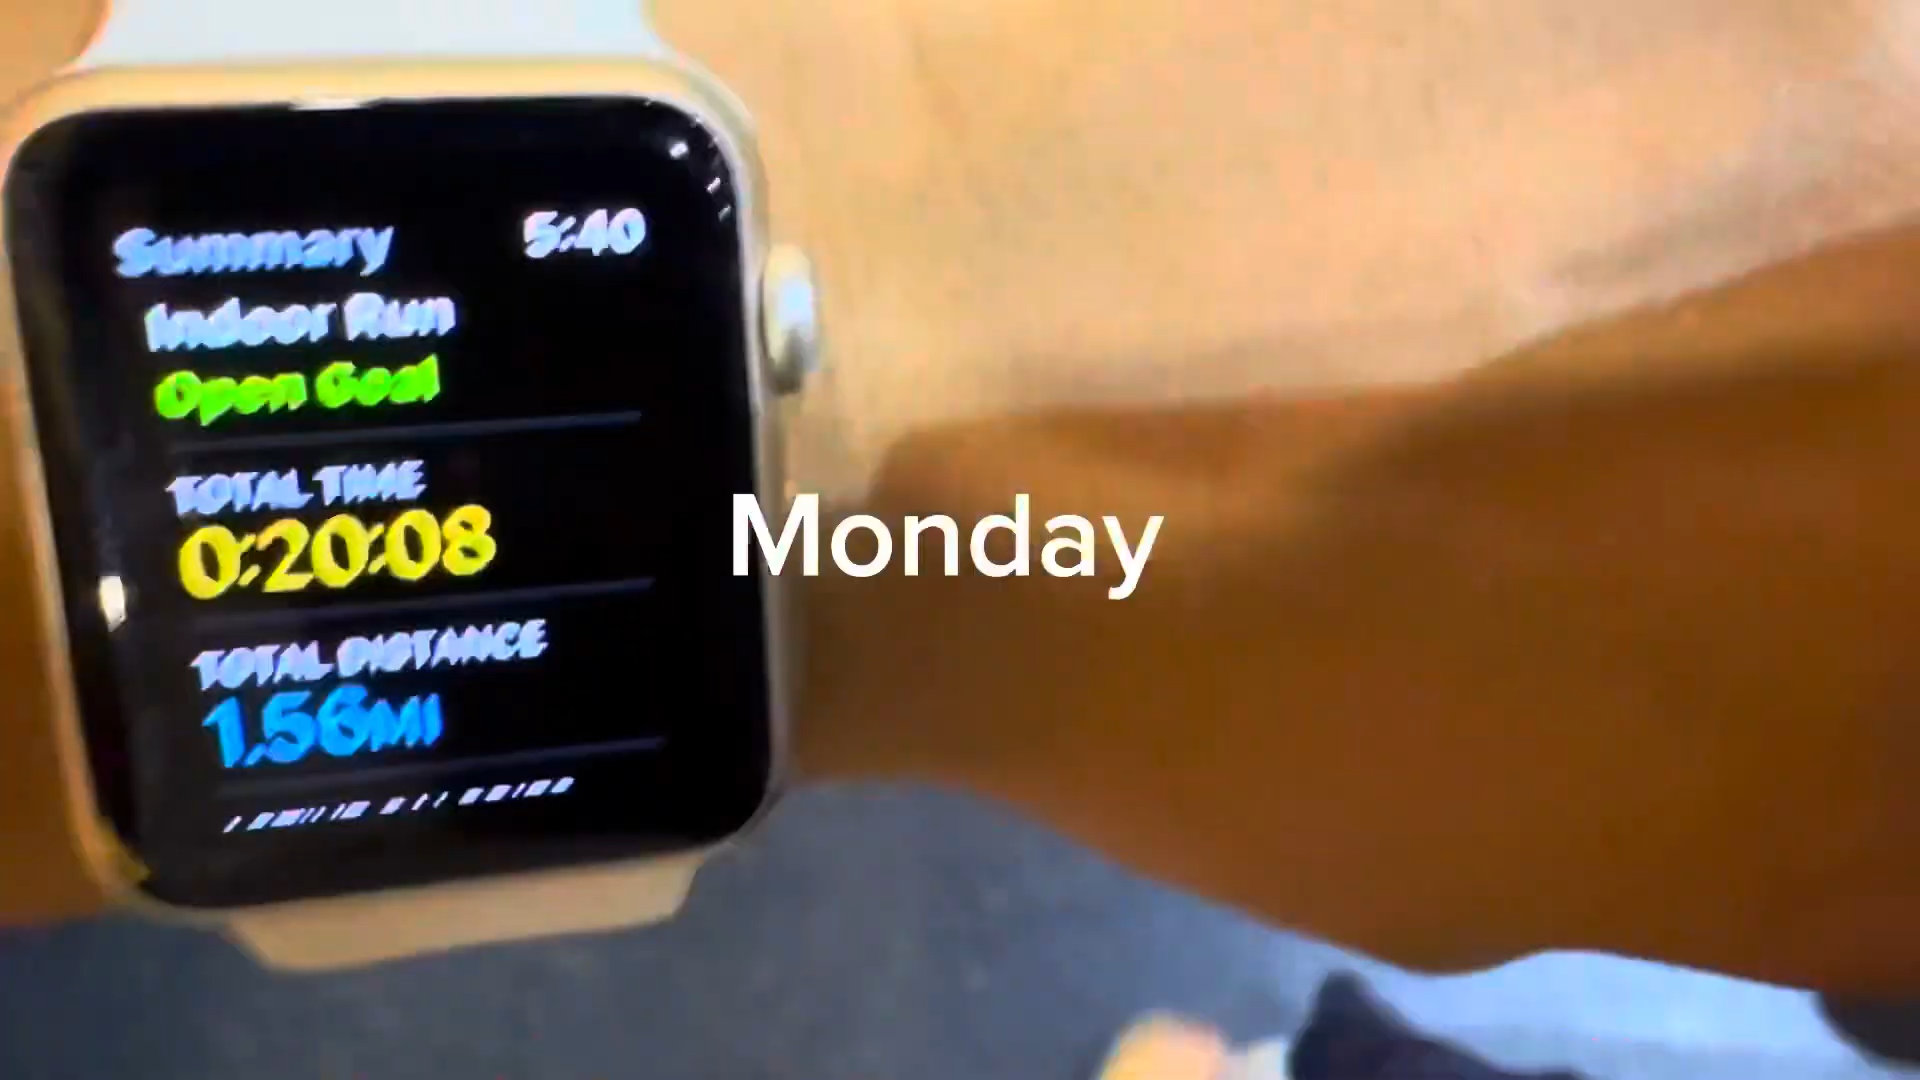 Summary 5:40
Indoor Run
Open Goal
TOTAL TIME
0:20:08
TOTAL DISTANCE
1.56MI
Monday